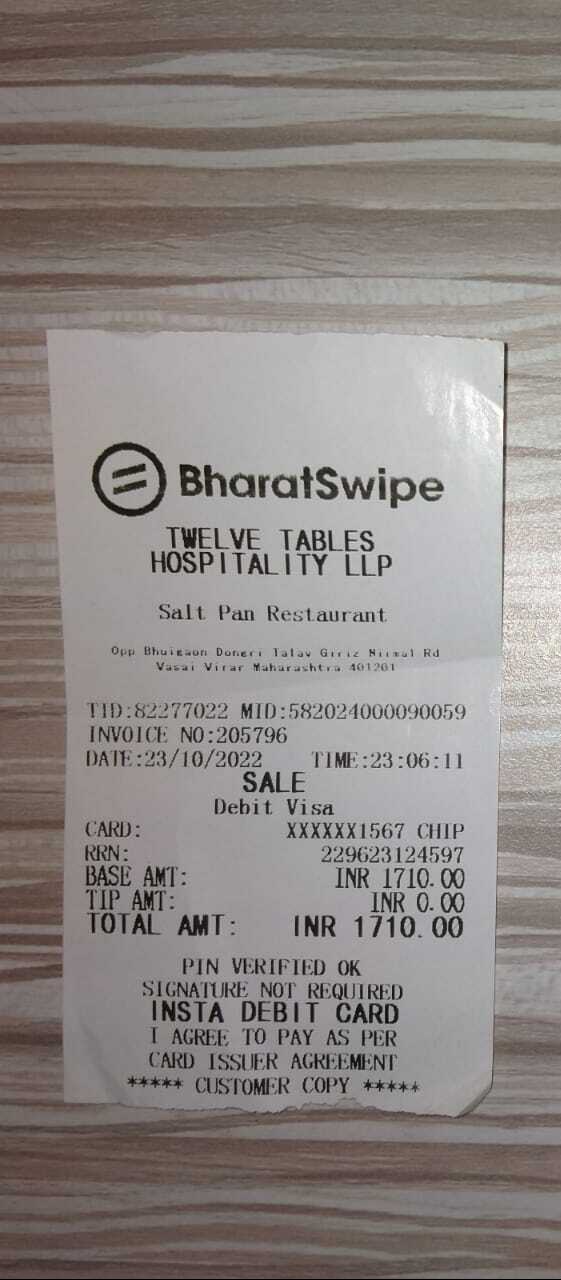 BharatSwipe
TWELVE TABLES
HOSPITALITY LLP
Salt Pan Restaurant
Opp Bhuigaon Dongri Talav Giriz Nirmal Rd
Vasai Virar Maharashtra 401201
TID:82277022 MID:582024000090059
INVOICE NO:205796
DATE:23/10/2022 TIME:23:06:11
SALE
Debit Visa
CARD: XXXXXX1567 CHIP
RRN: 229623124597
BASE AMT: INR 1710.00
TIP AMT: INR 0.00
TOTAL AMT: INR 1710.00
PIN VERIFIED OK
SIGNATURE NOT REQUIRED
INSTA DEBIT CARD
I AGREE TO PAY AS PER
CARD ISSUER AGREEMENT
***** CUSTOMER COPY *****